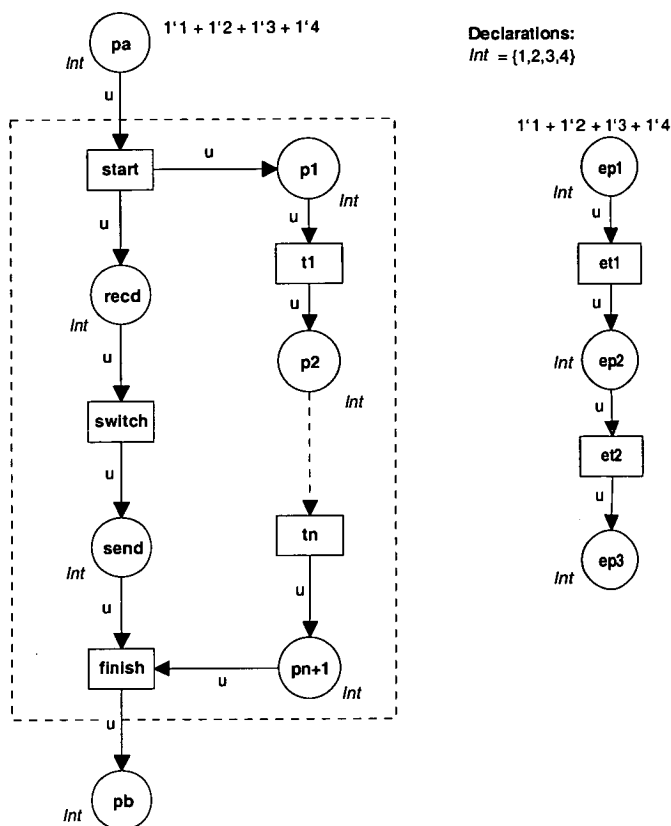 1'1 + 1'2 + 1'3 + 1'4
pa
Int
u
start
u
p1
Int
u
u
t1
u
recd
Int
p2
Int
u
switch
u
tn
send
Int
u
u
finish
u
pn+1
Int
u
pb
Int
Declarations:
Int = {1,2,3,4}
1'1 + 1'2 + 1'3 + 1'4
ep1
Int
u
et1
u
ep2
Int
u
et2
u
ep3
Int